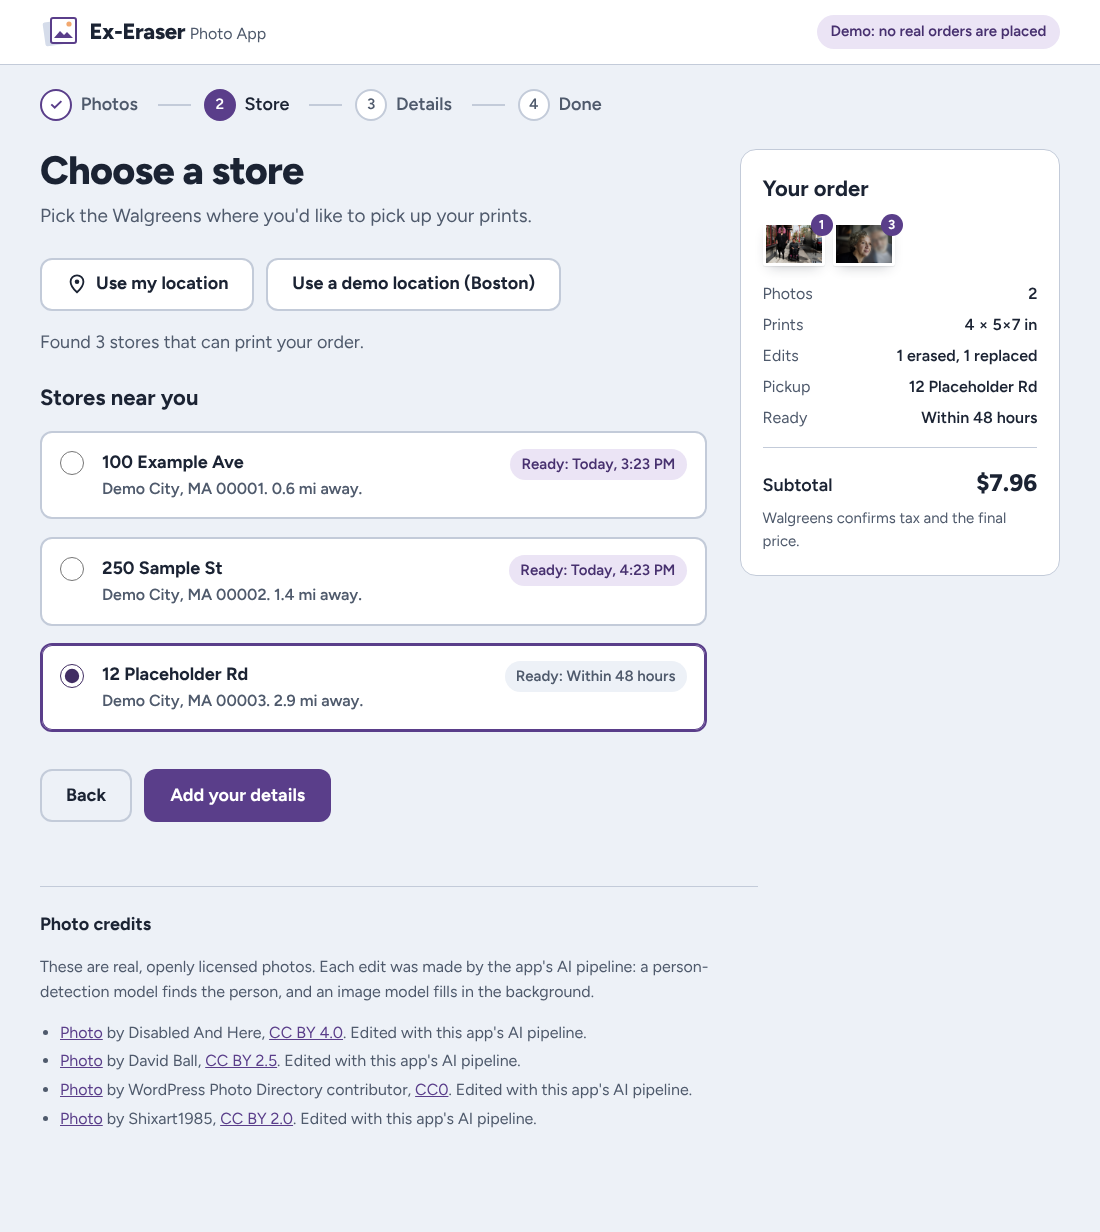 Ex-Eraser Photo App
Demo: no real orders are placed
Photos
2 Store
3 Details
4 Done
Choose a store
Pick the Walgreens where you'd like to pick up your prints.
Use my location
Use a demo location (Boston)
Found 3 stores that can print your order.
Stores near you
100 Example Ave
Ready: Today, 3:23 PM
Demo City, MA 00001. 0.6 mi away.
250 Sample St
Ready: Today, 4:23 PM
Demo City, MA 00002. 1.4 mi away.
12 Placeholder Rd
Ready: Within 48 hours
Demo City, MA 00003. 2.9 mi away.
Back
Add your details
Your order
1
3
Photos 2
Prints 4 × 5×7 in
Edits 1 erased, 1 replaced
Pickup 12 Placeholder Rd
Ready Within 48 hours
Subtotal $7.96
Walgreens confirms tax and the final
price.
Photo credits
These are real, openly licensed photos. Each edit was made by the app's AI pipeline: a person-
detection model finds the person, and an image model fills in the background.
• Photo by Disabled And Here, CC BY 4.0. Edited with this app's AI pipeline.
• Photo by David Ball, CC BY 2.5. Edited with this app's AI pipeline.
• Photo by WordPress Photo Directory contributor, CC0. Edited with this app's AI pipeline.
• Photo by Shixart1985, CC BY 2.0. Edited with this app's AI pipeline.